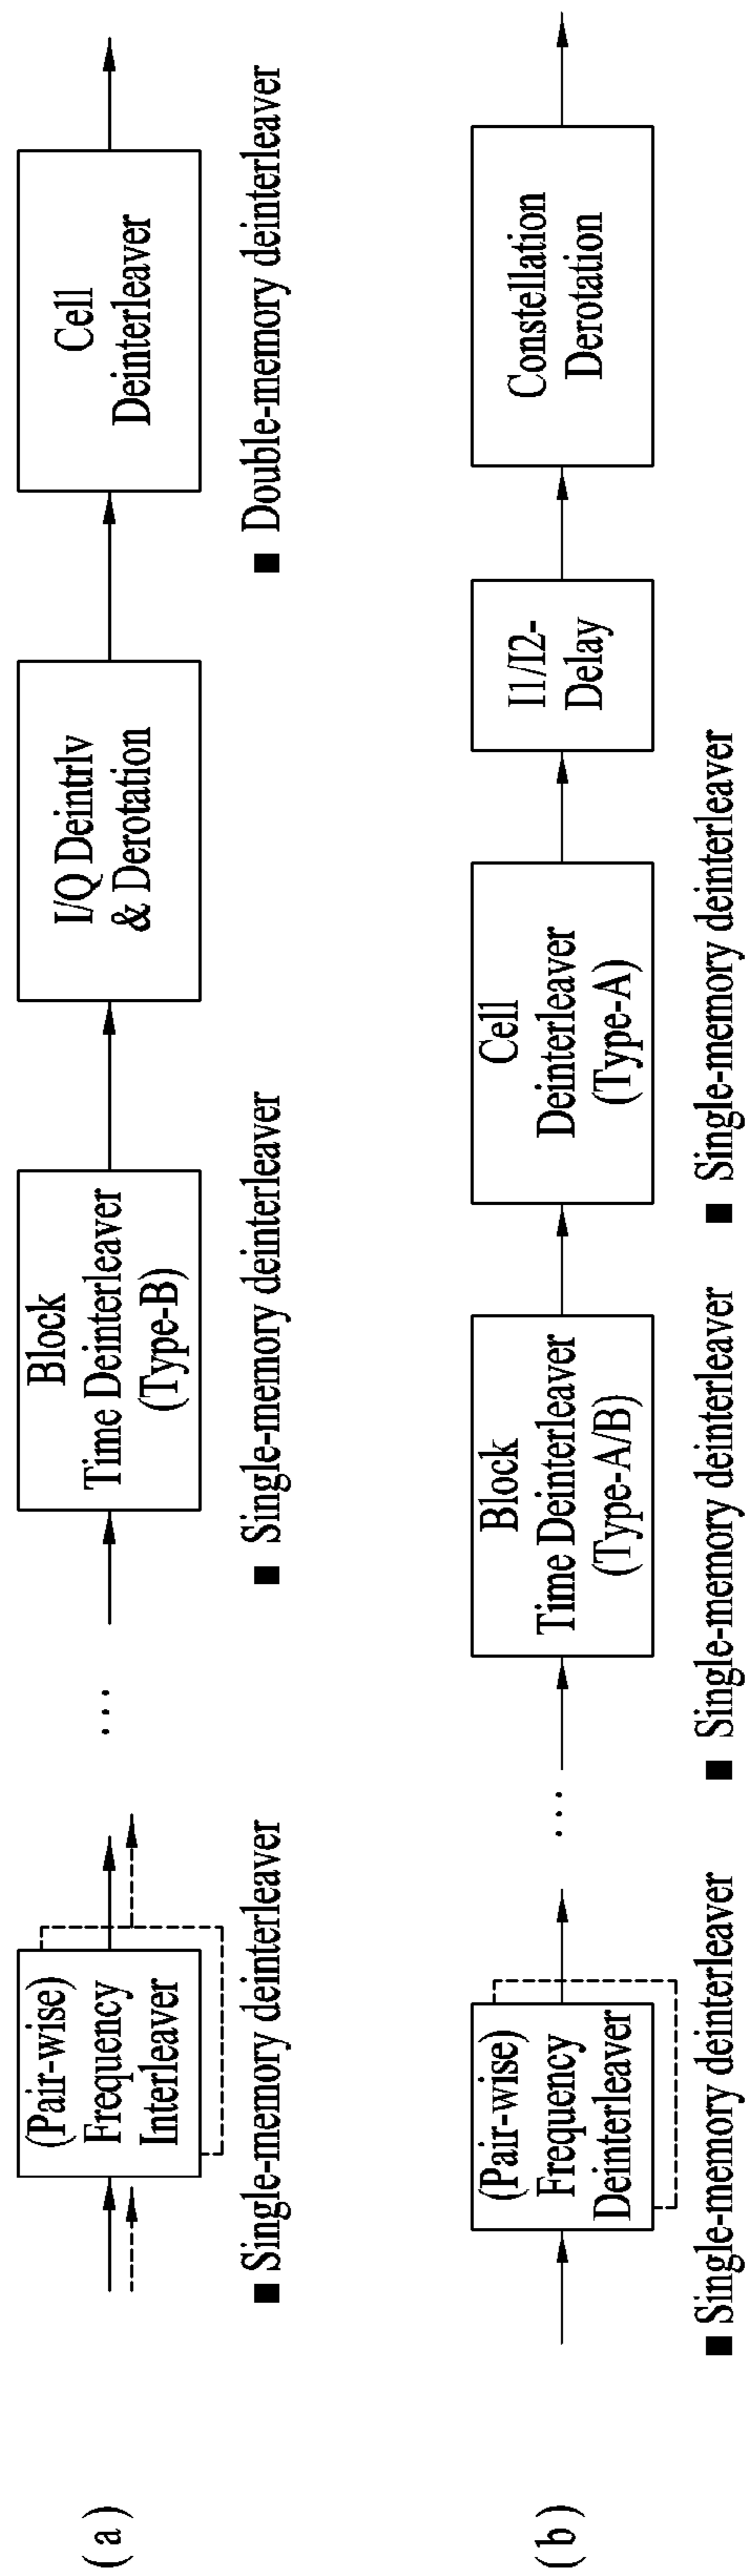 (a)
(Pair-wise)
Frequency
Interleaver
■ Single-memory deinterleaver
...
Block
Time Deinterleaver
(Type-B)
■ Single-memory deinterleaver
I/Q Deintrlv
& Derotation
Cell
Deinterleaver
■ Double-memory deinterleaver
(b)
(Pair-wise)
Frequency
Deinterleaver
■ Single-memory deinterleaver
...
Block
Time Deinterleaver
(Type-A/B)
■ Single-memory deinterleaver
Cell
Deinterleaver
(Type-A)
■ Single-memory deinterleaver
I1/I2-
Delay
Constellation
Derotation